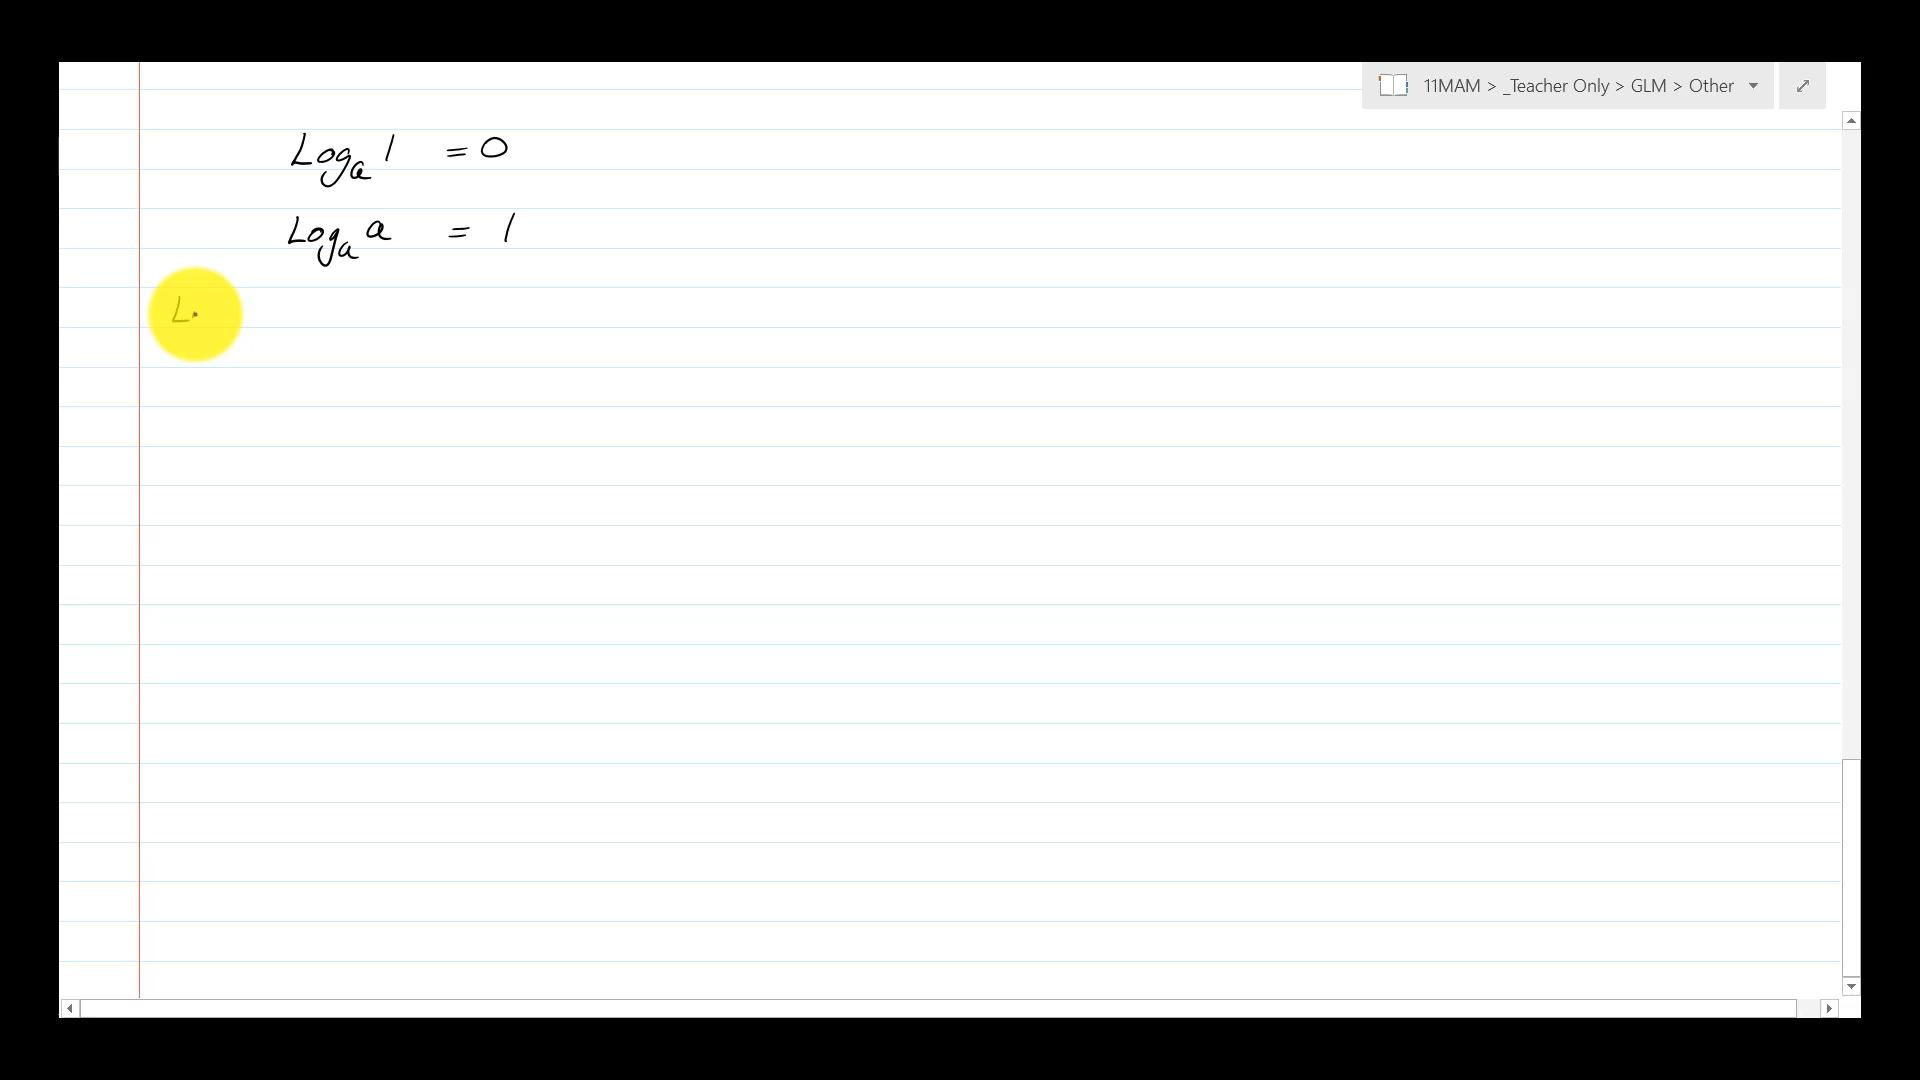 11MAM > _Teacher Only > GLM > Other
Logₐ 1 = 0
Logₐ a = 1
L